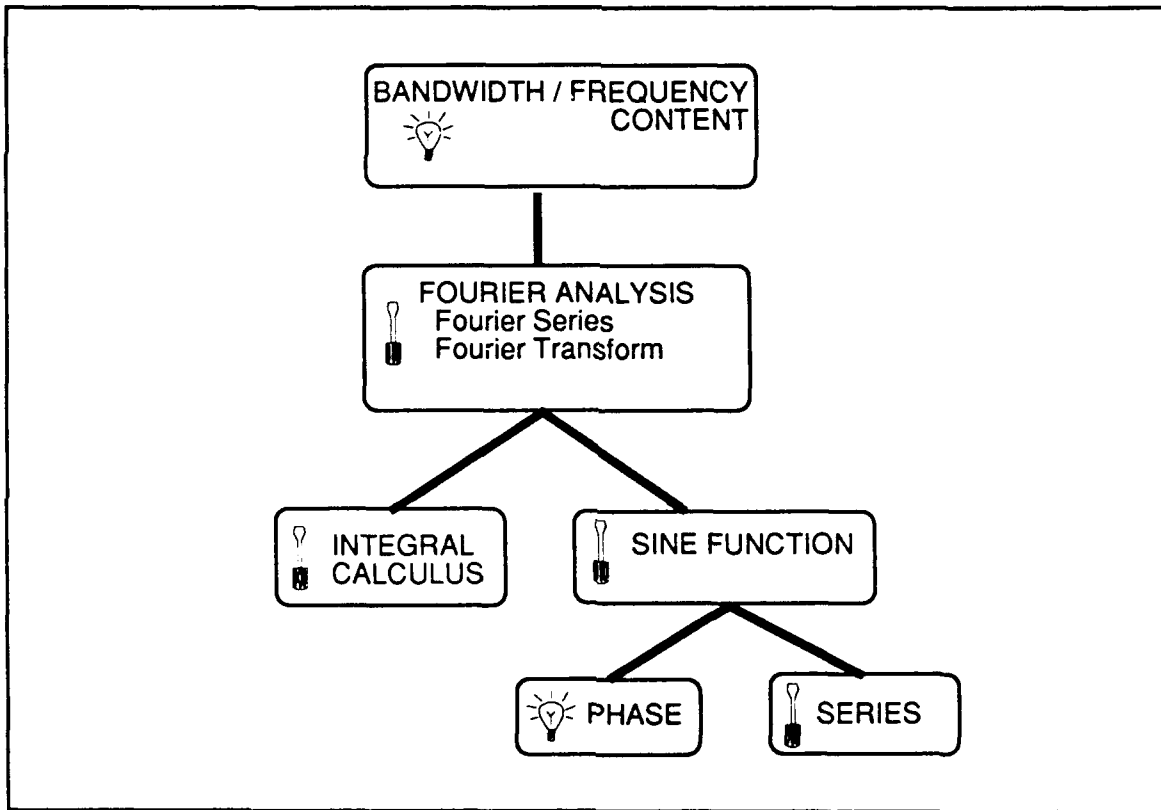 BANDWIDTH / FREQUENCY
CONTENT
FOURIER ANALYSIS
Fourier Series
Fourier Transform
INTEGRAL
CALCULUS
SINE FUNCTION
PHASE
SERIES